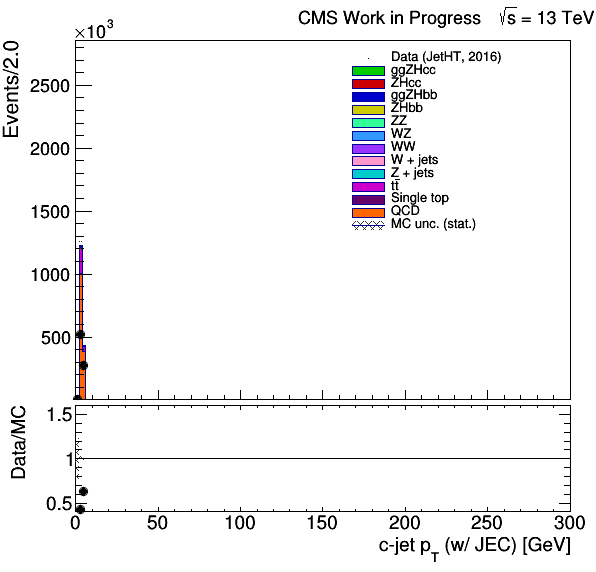 CMS Work in Progress √s = 13 TeV
×10³
Events/2.0
2500
2000
1500
1000
500
Data (JetHT, 2016)
ggZHcc
ZHcc
ggZHbb
ZHbb
ZZ
WZ
WW
W + jets
Z + jets
tt̄
Single top
QCD
MC unc. (stat.)
Data/MC
1.5
1
0.5
0 50 100 150 200 250 300
c-jet p_T (w/ JEC) [GeV]